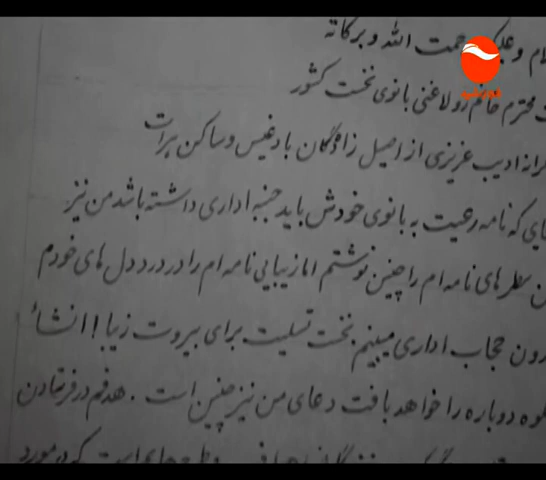 و علیکم رحمت الله و برکاته
محترم خانم رولا غنی بانوی نخست کشور
ادیب عزیزی از اصیل زادگان بادغیس و ساکن هرات
که نامه رعیت به بانوی خودش باید جنبه اداری داشته باشد من نیز
سطرهای نامه ام را چنین نوشتم اما زیبایی نامه ام را در درد دل های خودم
حجاب اداری میبینم نخست تسلیت برای بیروت زیبا! انشأ
دوباره را خواهد یافت دعای من نیز چنین است. هدفم در فرستادن